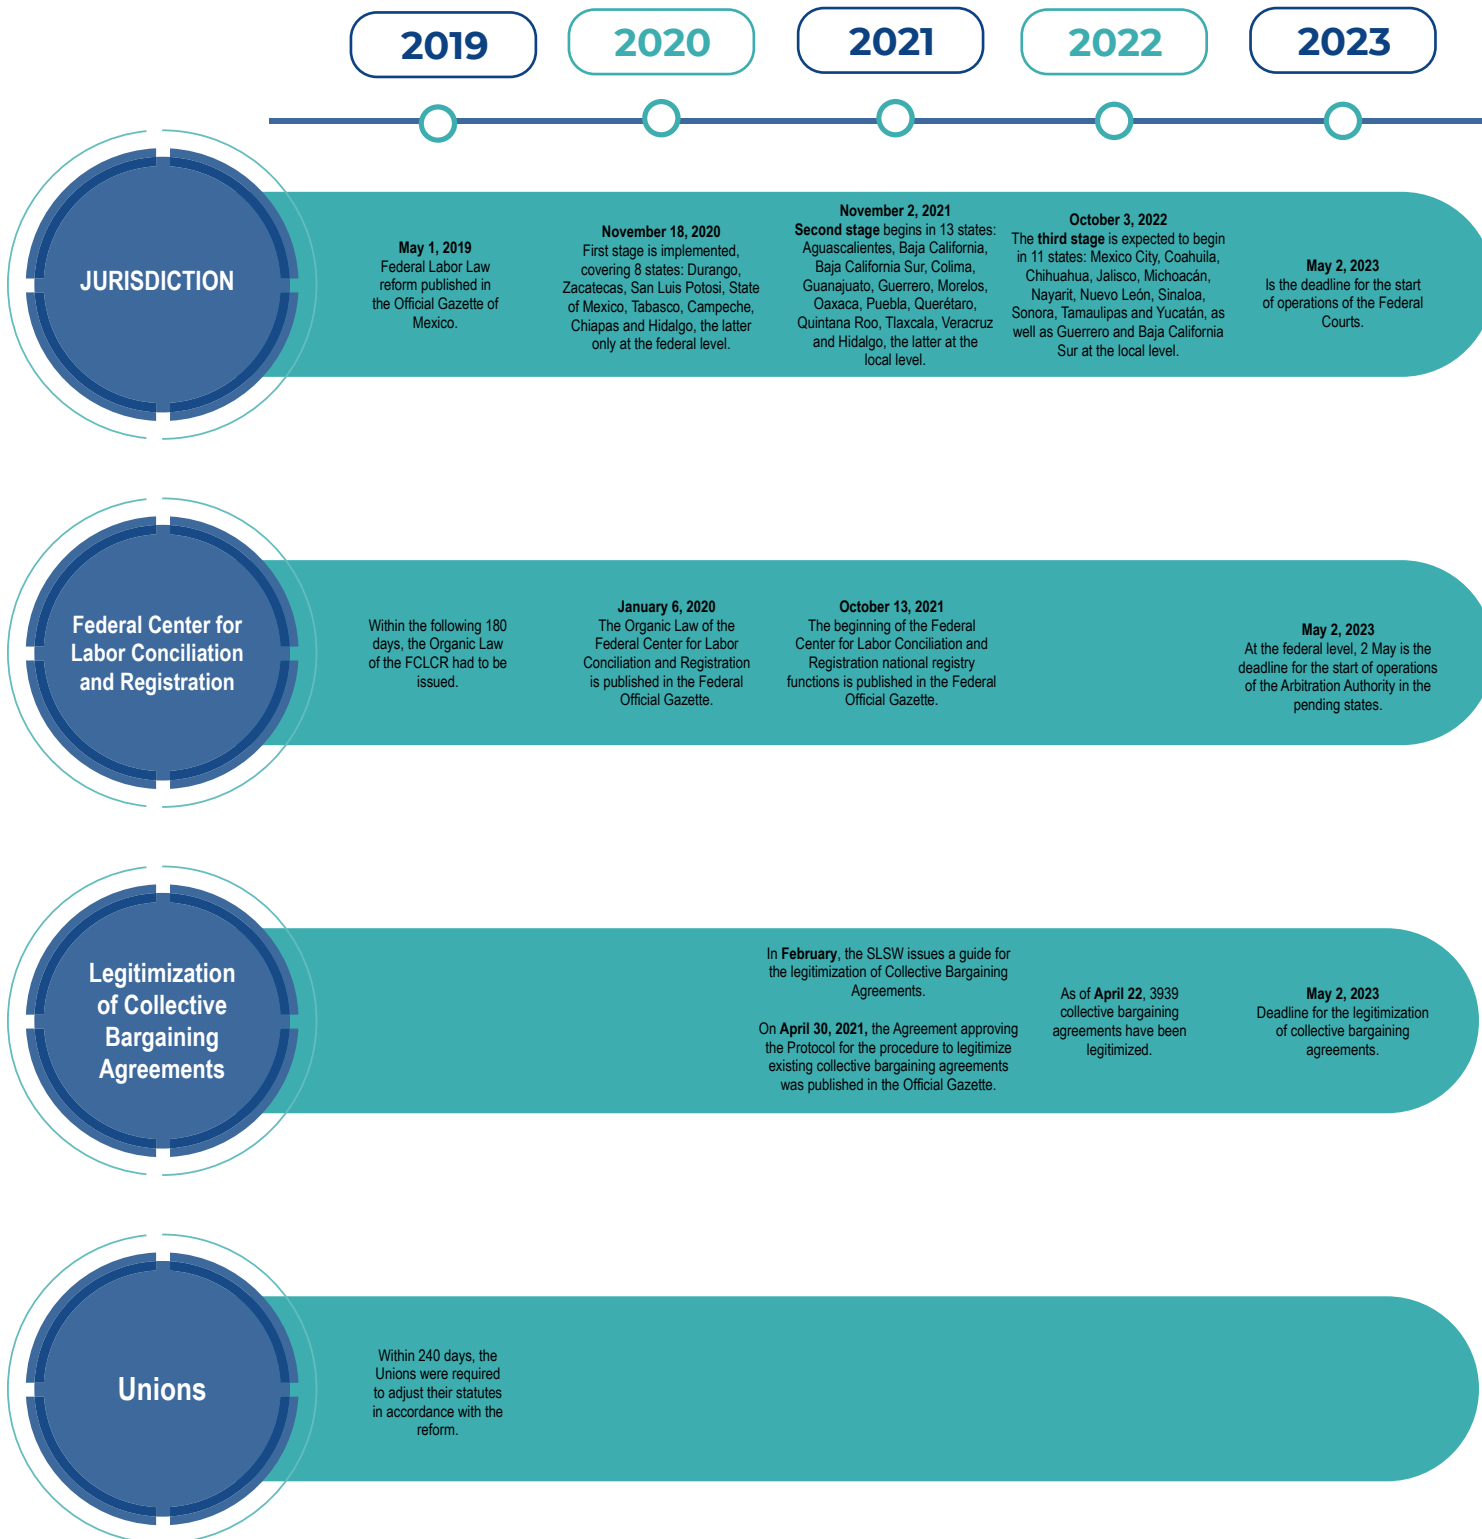 2019
2020
2021
2022
2023
JURISDICTION
May 1, 2019
Federal Labor Law
reform published in
the Official Gazette of
Mexico.
November 18, 2020
First stage is implemented,
covering 8 states: Durango,
Zacatecas, San Luis Potosi, State
of Mexico, Tabasco, Campeche,
Chiapas and Hidalgo, the latter
only at the federal level.
November 2, 2021
Second stage begins in 13 states:
Aguascalientes, Baja California,
Baja California Sur, Colima,
Guanajuato, Guerrero, Morelos,
Oaxaca, Puebla, Querétaro,
Quintana Roo, Tlaxcala, Veracruz
and Hidalgo, the latter at the
local level.
October 3, 2022
The third stage is expected to begin
in 11 states: Mexico City, Coahuila,
Chihuahua, Jalisco, Michoacán,
Nayarit, Nuevo León, Sinaloa,
Sonora, Tamaulipas and Yucatán, as
well as Guerrero and Baja California
Sur at the local level.
May 2, 2023
Is the deadline for the start
of operations of the Federal
Courts.
Federal Center for
Labor Conciliation
and Registration
Within the following 180
days, the Organic Law
of the FCLCR had to be
issued.
January 6, 2020
The Organic Law of the
Federal Center for Labor
Conciliation and Registration
is published in the Federal
Official Gazette.
October 13, 2021
The beginning of the Federal
Center for Labor Conciliation and
Registration national registry
functions is published in the Federal
Official Gazette.
May 2, 2023
At the federal level, 2 May is the
deadline for the start of operations
of the Arbitration Authority in the
pending states.
Legitimization
of Collective
Bargaining
Agreements
In February, the SLSW issues a guide for
the legitimization of Collective Bargaining
Agreements.
On April 30, 2021, the Agreement approving
the Protocol for the procedure to legitimize
existing collective bargaining agreements
was published in the Official Gazette.
As of April 22, 3939
collective bargaining
agreements have been
legitimized.
May 2, 2023
Deadline for the legitimization
of collective bargaining
agreements.
Unions
Within 240 days, the
Unions were required
to adjust their statutes
in accordance with the
reform.